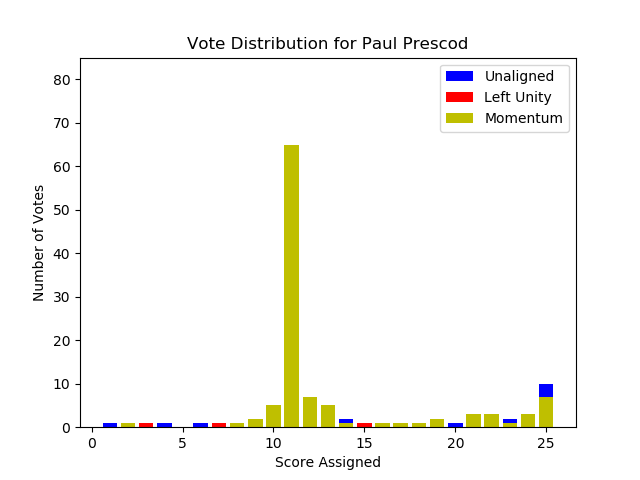 Vote Distribution for Paul Prescod
Unaligned
Left Unity
Momentum
80
70
60
50
40
30
20
10
0
Number of Votes
0 5 10 15 20 25
Score Assigned